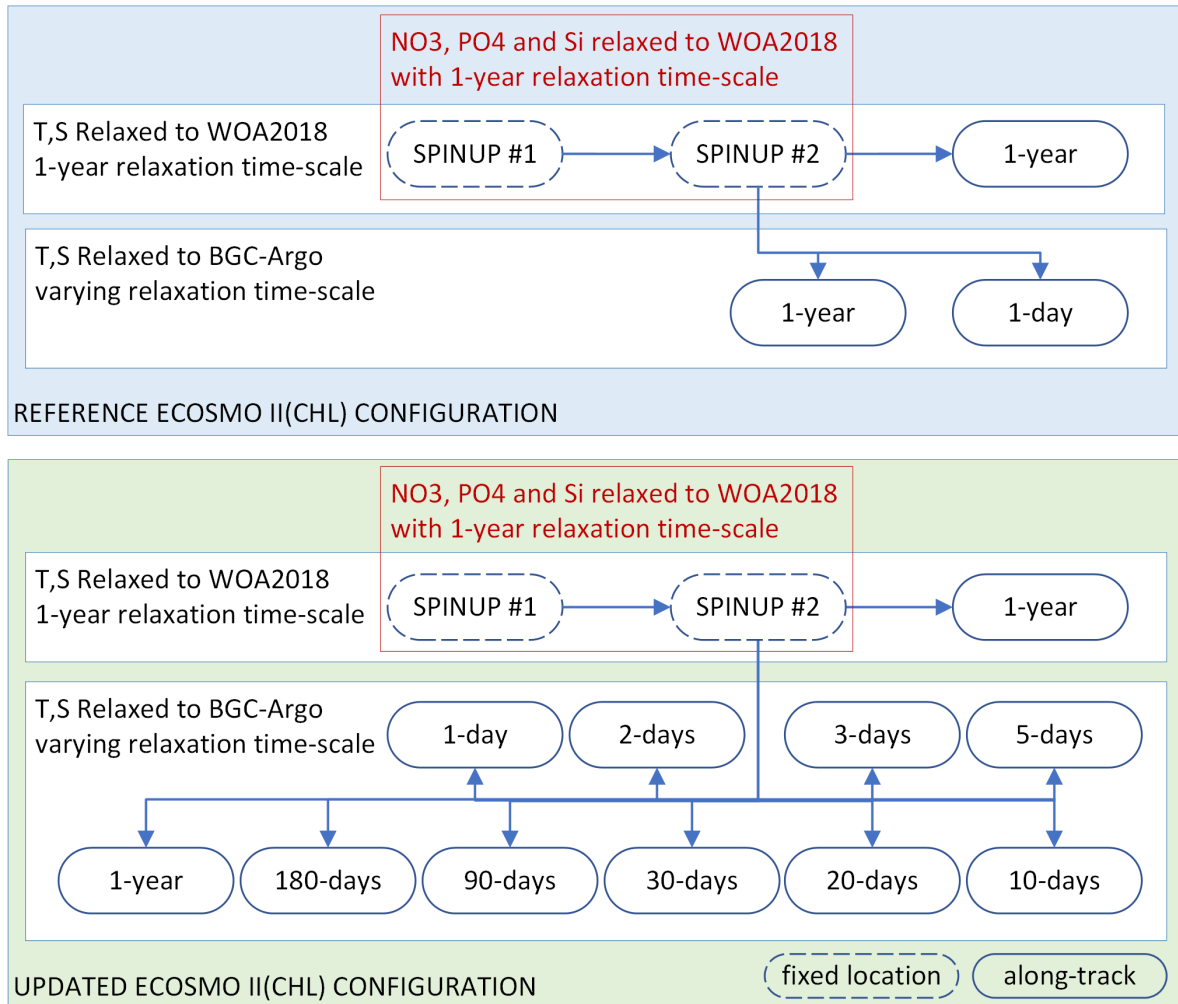 NO3, PO4 and Si relaxed to WOA2018
with 1-year relaxation time-scale
T,S Relaxed to WOA2018
1-year relaxation time-scale
SPINUP #1
SPINUP #2
1-year
T,S Relaxed to BGC-Argo
varying relaxation time-scale
1-year
1-day
REFERENCE ECOSMO II(CHL) CONFIGURATION
NO3, PO4 and Si relaxed to WOA2018
with 1-year relaxation time-scale
T,S Relaxed to WOA2018
1-year relaxation time-scale
SPINUP #1
SPINUP #2
1-year
T,S Relaxed to BGC-Argo
varying relaxation time-scale
1-day
2-days
3-days
5-days
1-year
180-days
90-days
30-days
20-days
10-days
UPDATED ECOSMO II(CHL) CONFIGURATION
fixed location
along-track